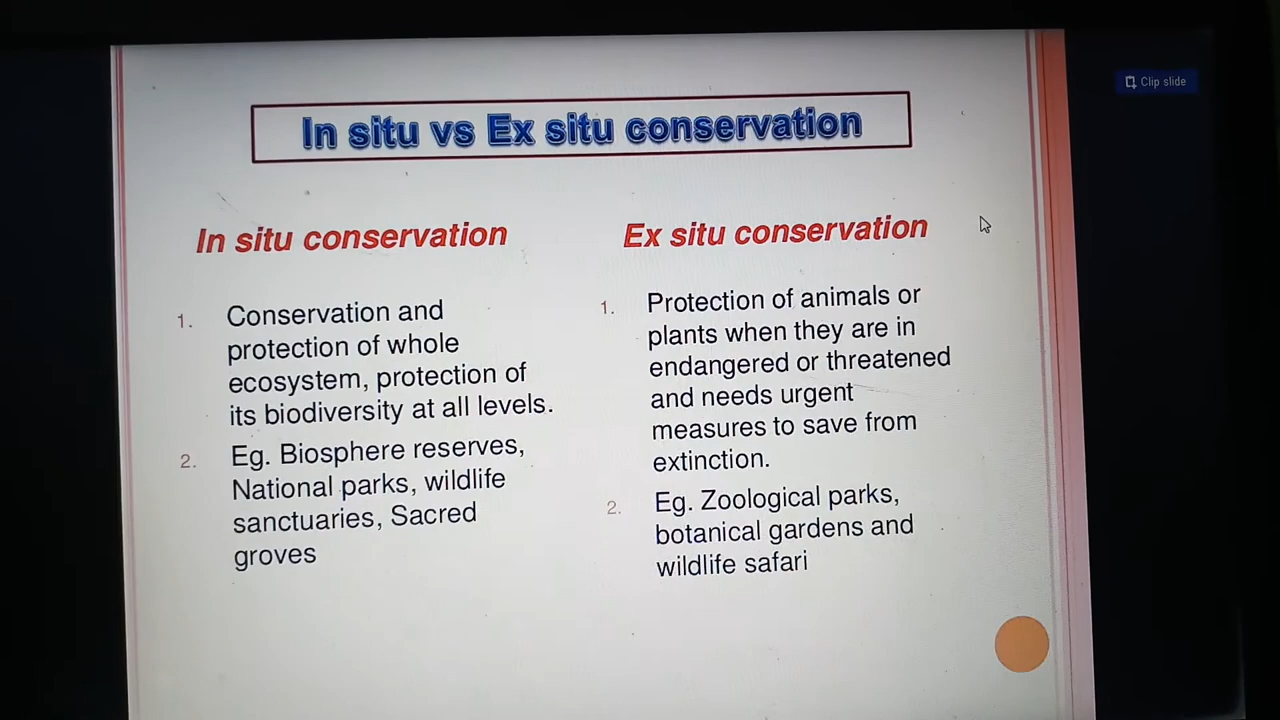 Clip slide
In situ vs Ex situ conservation
In situ conservation
1. Conservation and
protection of whole
ecosystem, protection of
its biodiversity at all levels.
2. Eg. Biosphere reserves,
National parks, wildlife
sanctuaries, Sacred
groves
Ex situ conservation
1. Protection of animals or
plants when they are in
endangered or threatened
and needs urgent
measures to save from
extinction.
2. Eg. Zoological parks,
botanical gardens and
wildlife safari